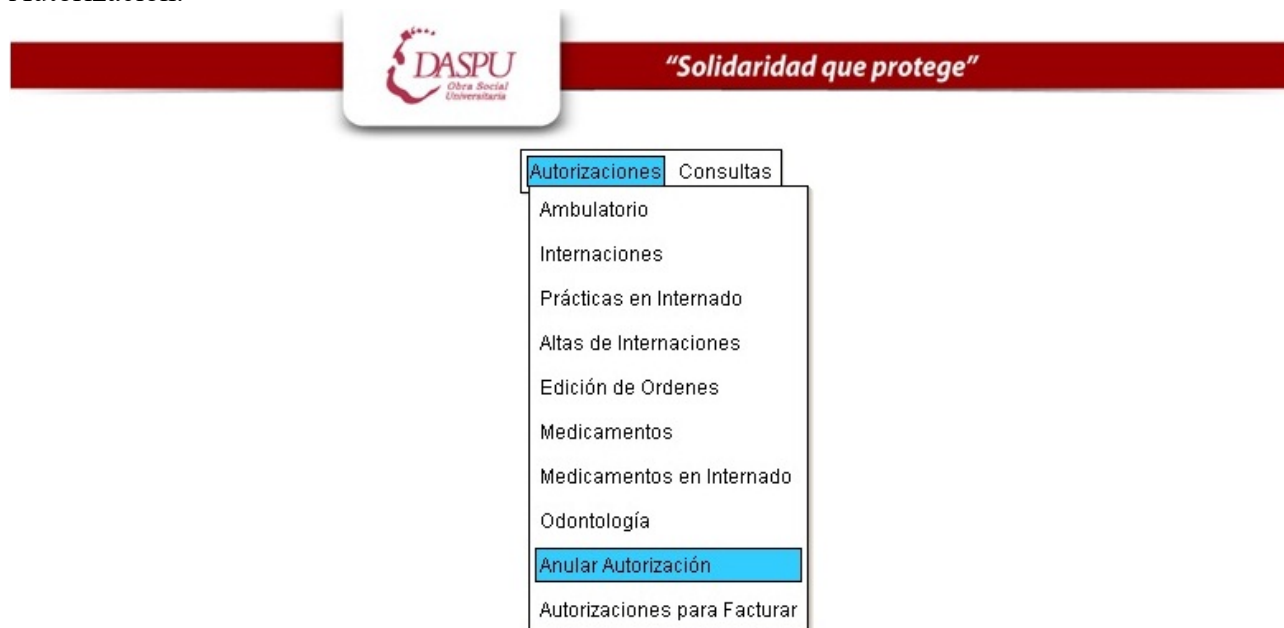 Autorización.
DASPU
Obra Social
Universitaria
"Solidaridad que protege"
Autorizaciones Consultas
Ambulatorio
Internaciones
Prácticas en Internado
Altas de Internaciones
Edición de Ordenes
Medicamentos
Medicamentos en Internado
Odontología
Anular Autorización
Autorizaciones para Facturar